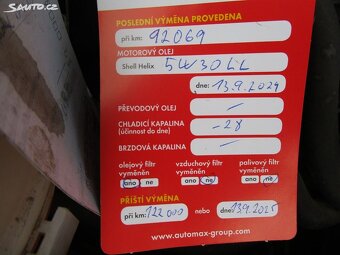 Sauto.cz
POSLEDNÍ VÝMĚNA PROVEDENA
při km: 92069
MOTOROVÝ OLEJ
Shell Helix 5W30 LL
dne: 13.9.2024
PŘEVODOVÝ OLEJ –
CHLADICÍ KAPALINA
(účinnost do dne) -28
BRZDOVÁ KAPALINA –
olejový filtr vzduchový filtr palivový filtr
vyměněn vyměněn vyměněn
ano ne ano ne ano ne
PŘÍŠTÍ VÝMĚNA
při km: 122 000 nebo dne: 13.9.2025
www.automax-group.com